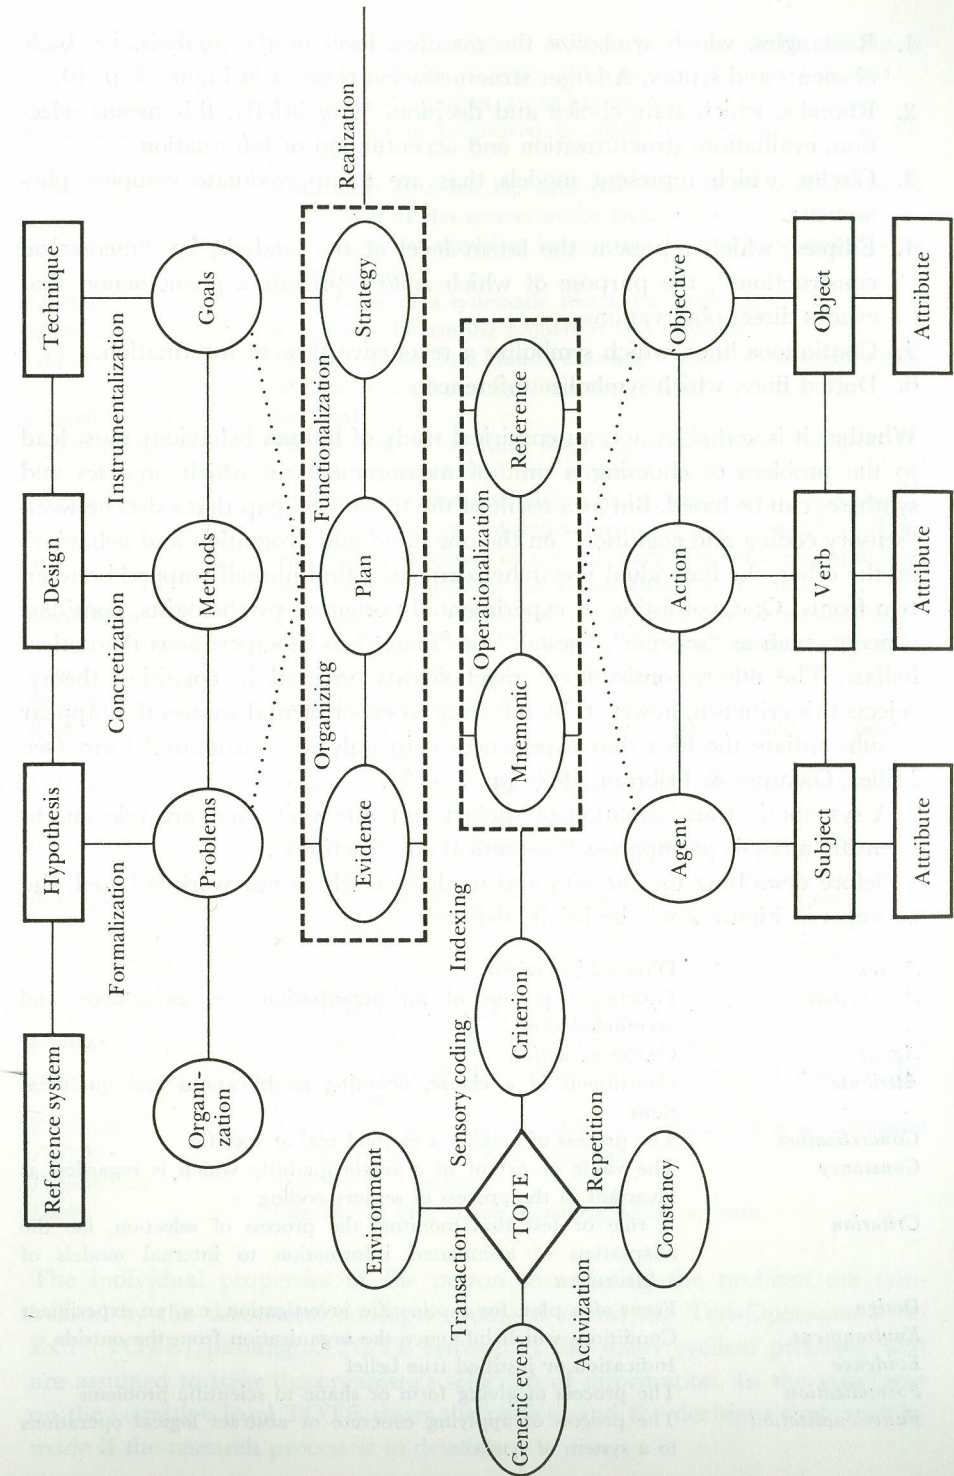 Reference system
Hypothesis
Design
Technique
Formalization
Concretization
Instrumentalization
Organi-
zation
Problems
Methods
Goals
Organizing
Functionalization
Realization
Environment
Evidence
Plan
Strategy
Transaction
Sensory coding
Indexing
Operationalization
Generic event
TOTE
Criterion
Mnemonic
Reference
Activation
Repetition
Constancy
Agent
Action
Objective
Subject
Verb
Object
Attribute
Attribute
Attribute